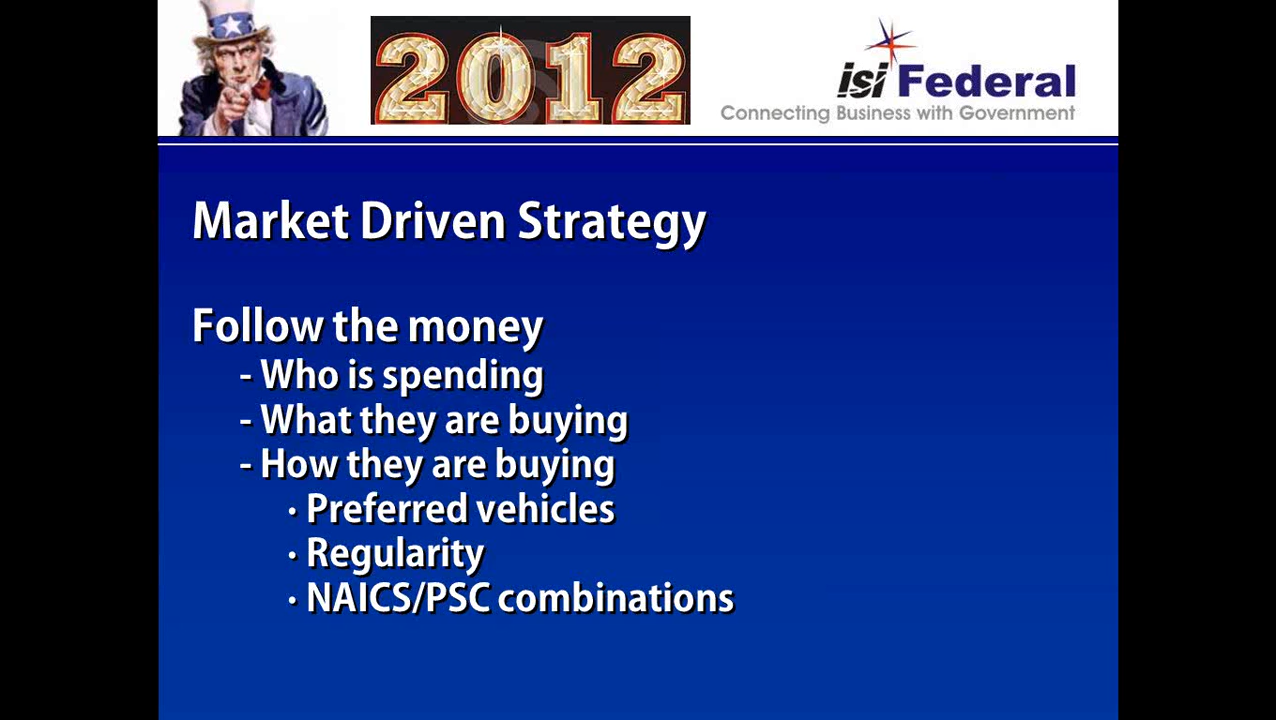 2012
isi Federal
Connecting Business with Government
Market Driven Strategy
Follow the money
- Who is spending
- What they are buying
- How they are buying
· Preferred vehicles
· Regularity
· NAICS/PSC combinations